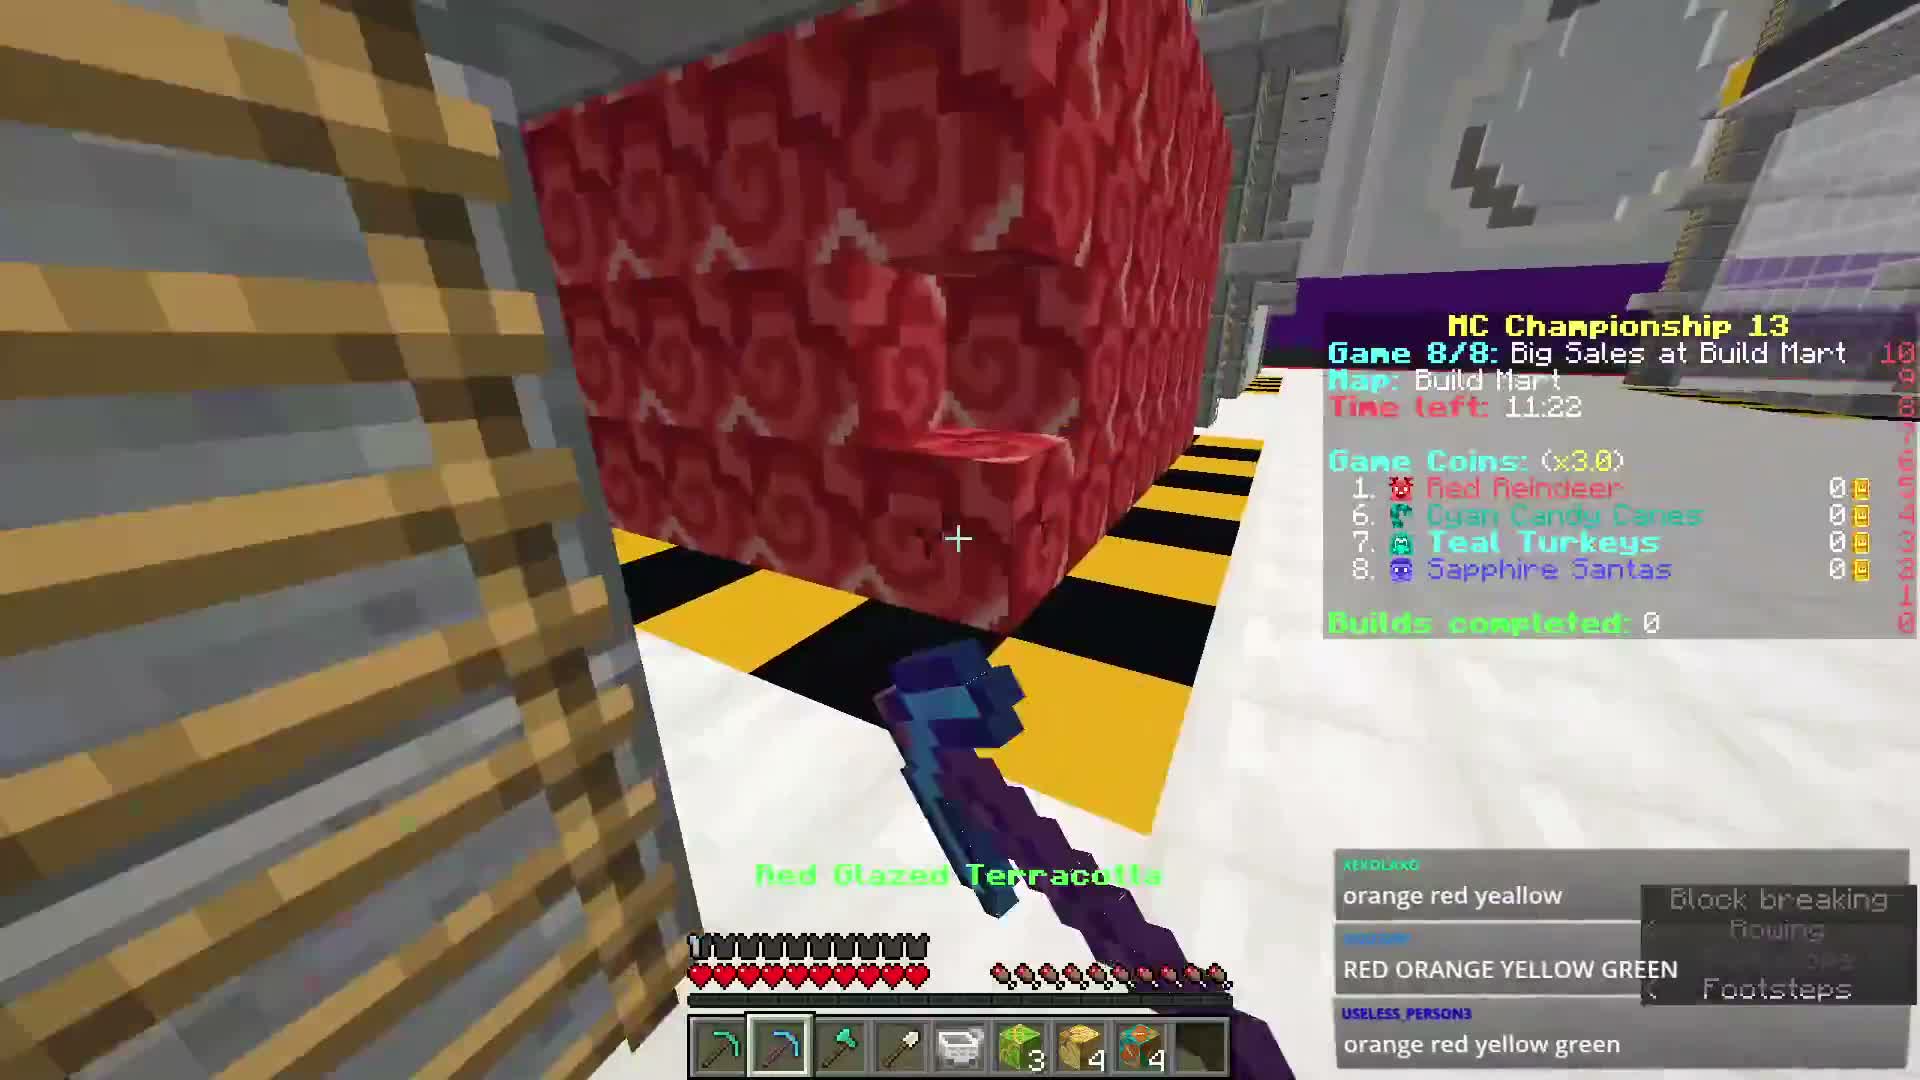 MC Championship 13
Game 8/8: Big Sales at Build Mart 10
Map: Build Mart
Time left: 11:22
Game Coins: (x3.0)
1. Red Reindeer 0
6. Cyan Candy Canes 0
7. Teal Turkeys 0
8. Sapphire Santas 0
Builds completed: 0
Red Glazed Terracotta
XEKOLAXO
orange red yeallow
RED ORANGE YELLOW GREEN
USELESS_PERSON3
orange red yellow green
Block breaking
Rowing
< Footsteps
3
4
4